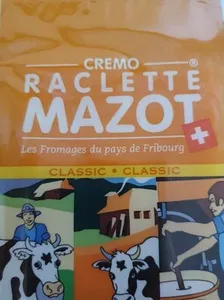 CREMO ®
RACLETTE
MAZOT
Les Fromages du pays de Fribourg
CLASSIC • CLASSIC